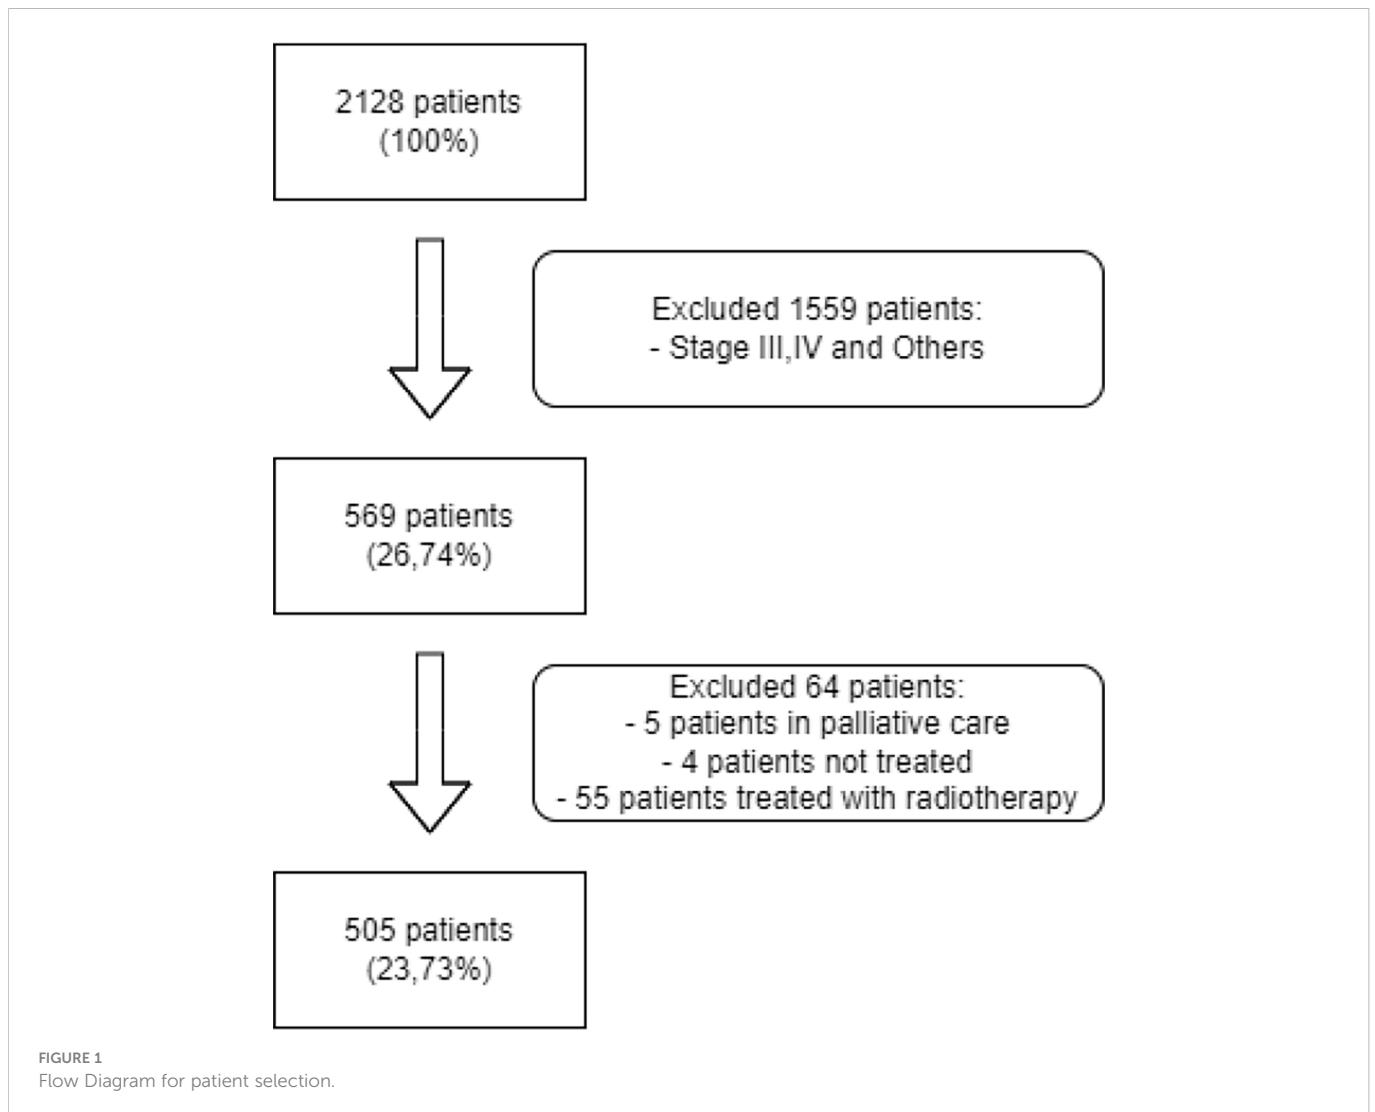 2128 patients
(100%)
Excluded 1559 patients:
- Stage III,IV and Others
569 patients
(26,74%)
Excluded 64 patients:
- 5 patients in palliative care
- 4 patients not treated
- 55 patients treated with radiotherapy
505 patients
(23,73%)
FIGURE 1
Flow Diagram for patient selection.